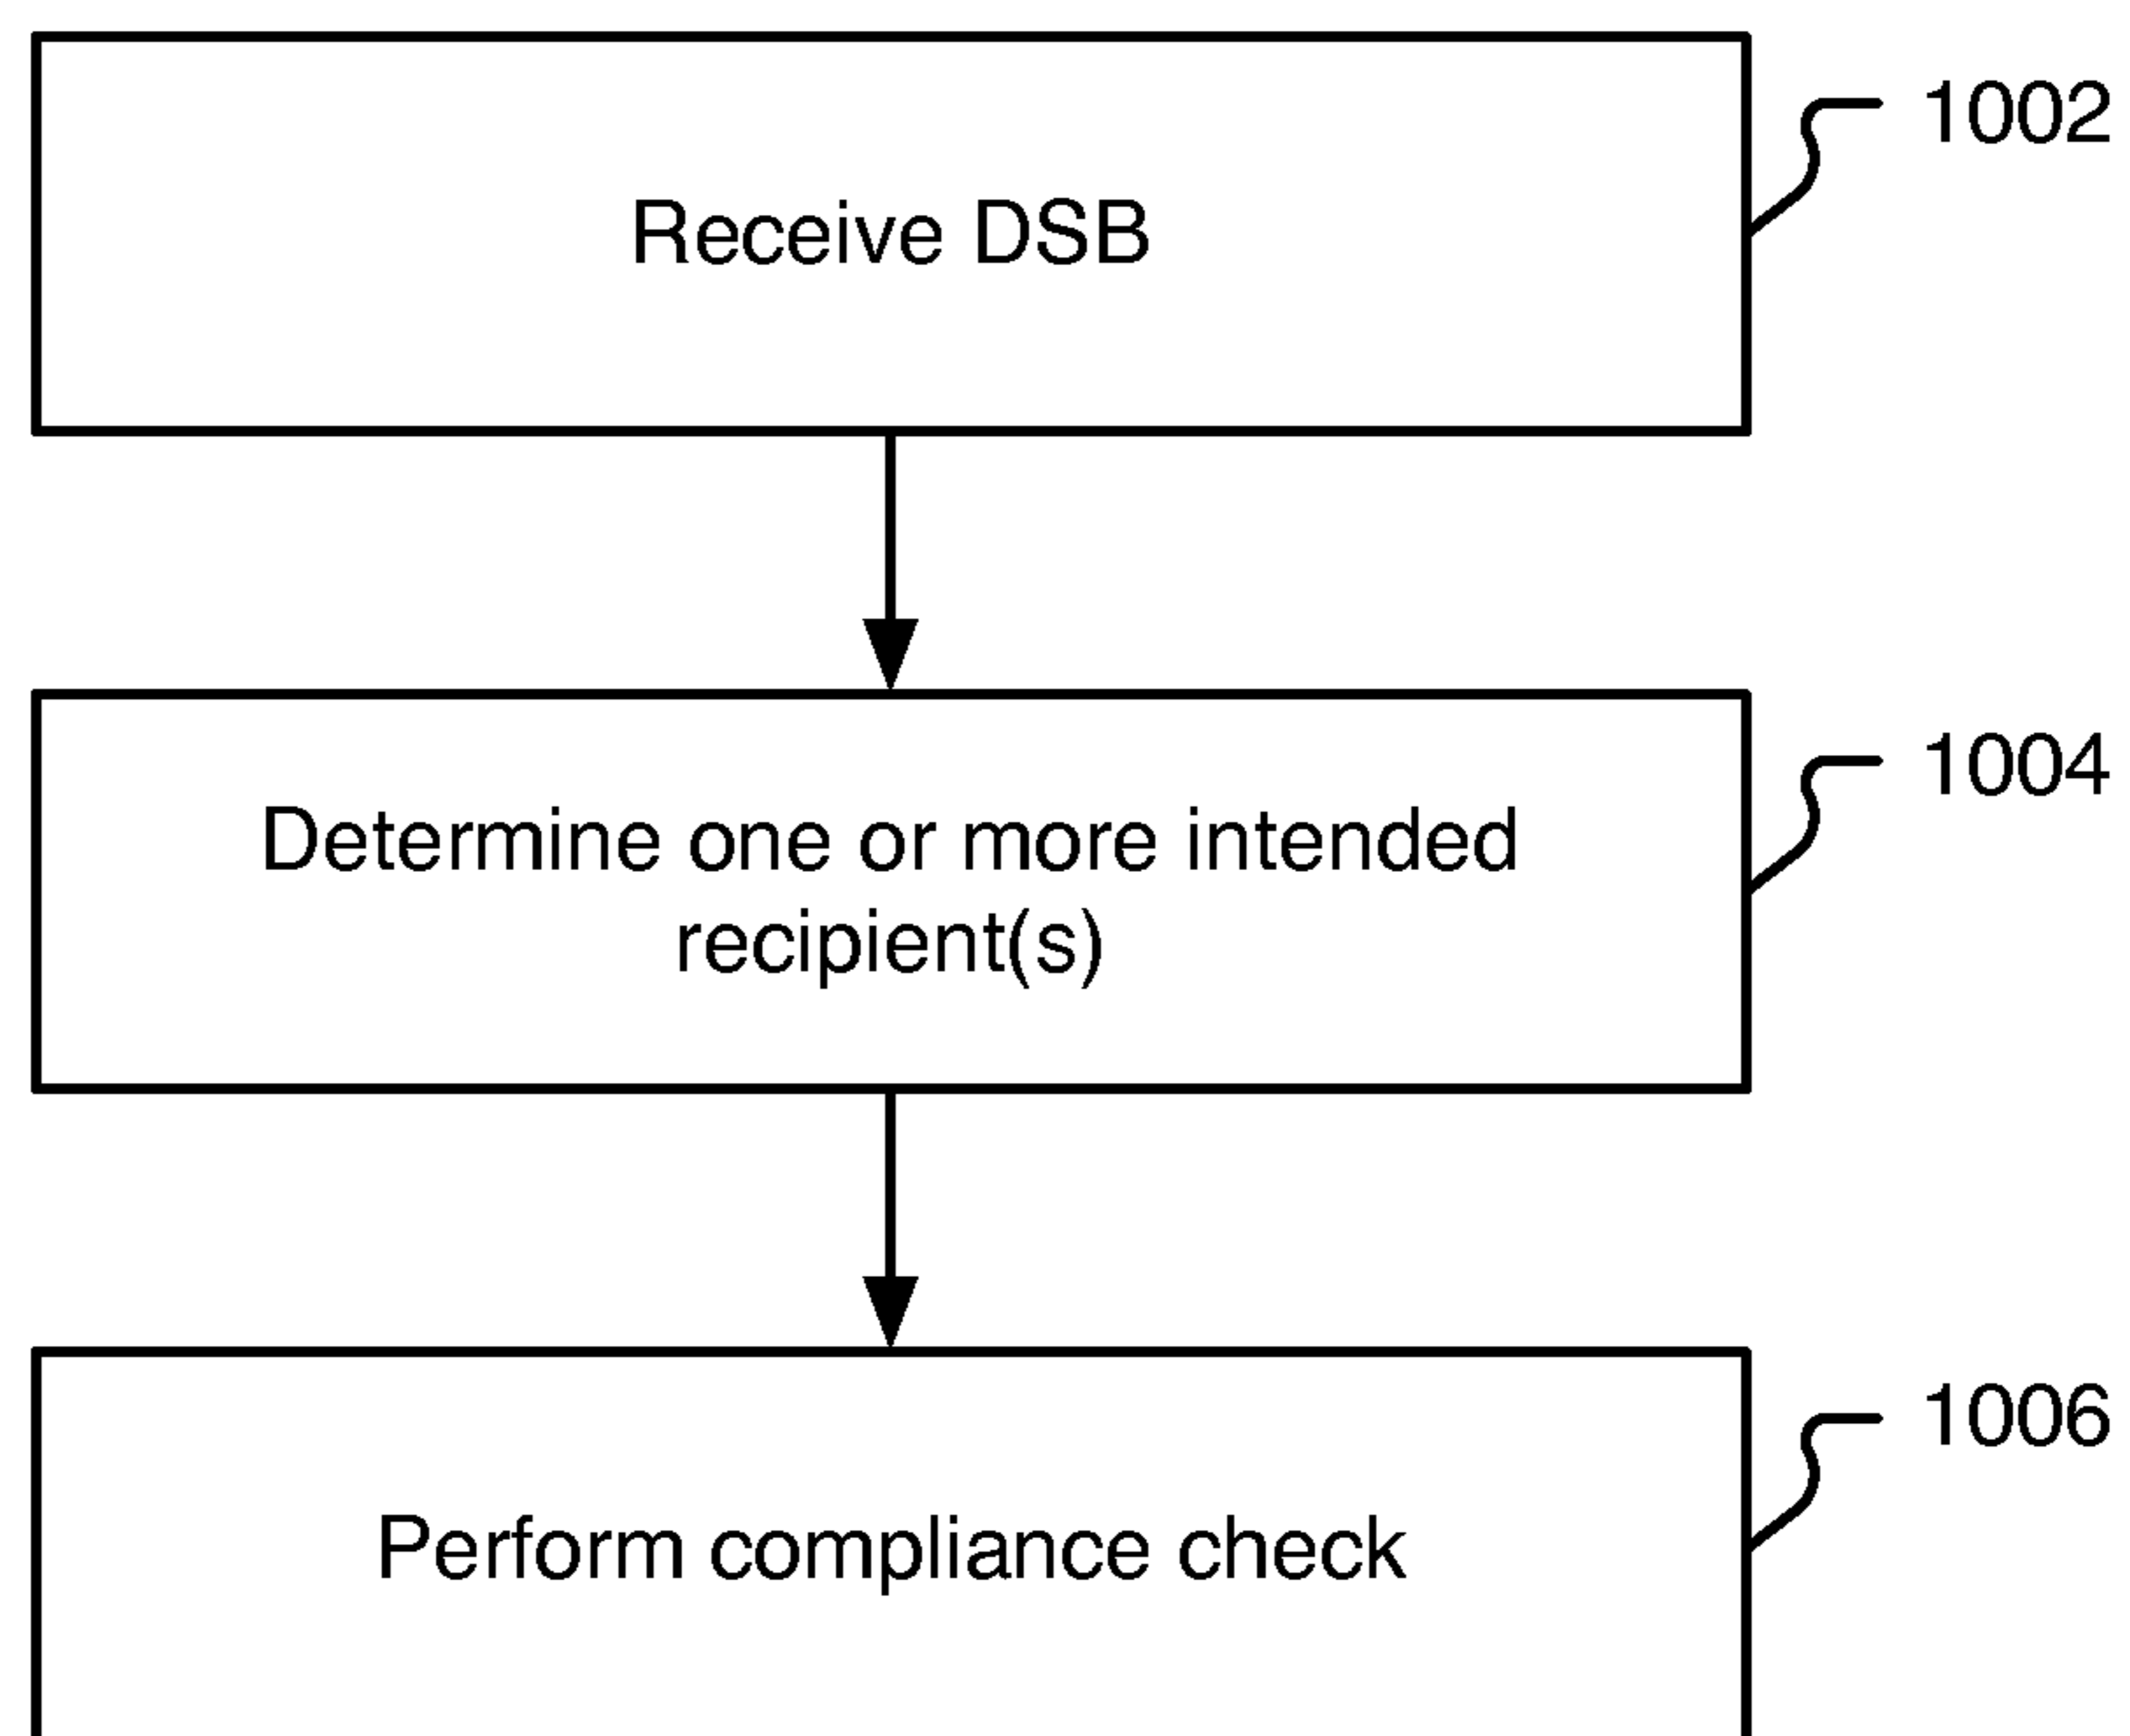 Receive DSB
1002
Determine one or more intended
recipient(s)
1004
Perform compliance check
1006